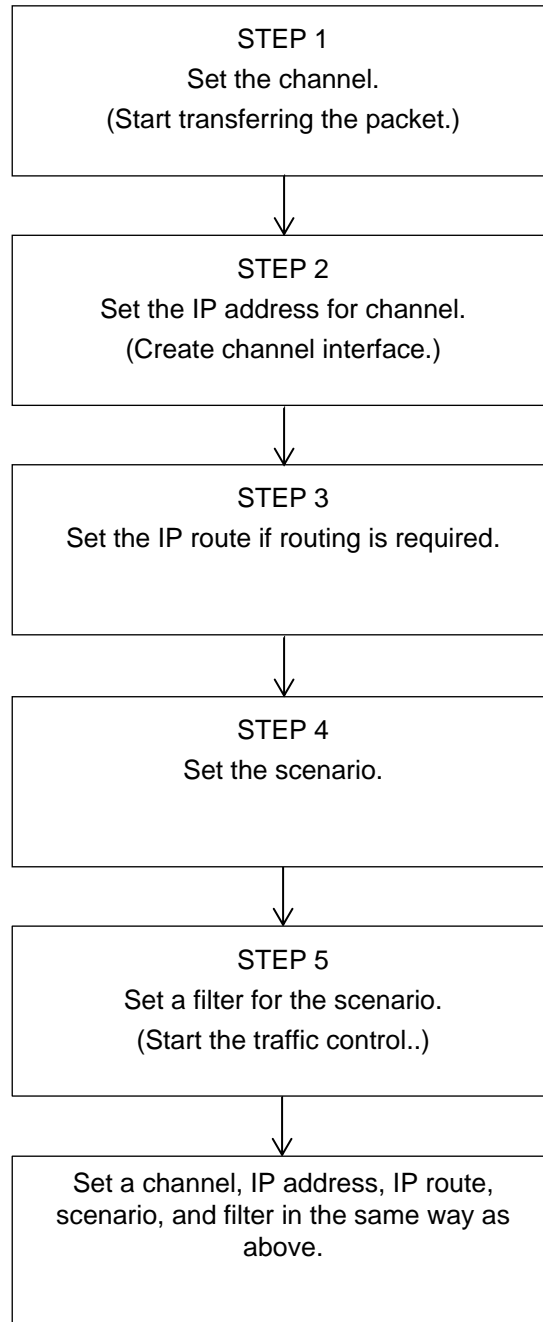 STEP 1
Set the channel.
(Start transferring the packet.)
STEP 2
Set the IP address for channel.
(Create channel interface.)
STEP 3
Set the IP route if routing is required.
STEP 4
Set the scenario.
STEP 5
Set a filter for the scenario.
(Start the traffic control..)
Set a channel, IP address, IP route,
scenario, and filter in the same way as
above.